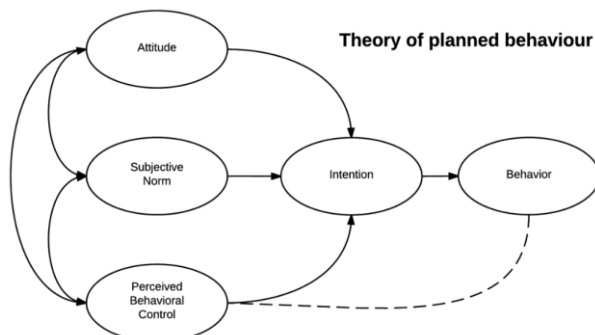 Attitude
Theory of planned behaviour
Subjective
Norm
Intention
Behavior
Perceived
Behavioral
Control